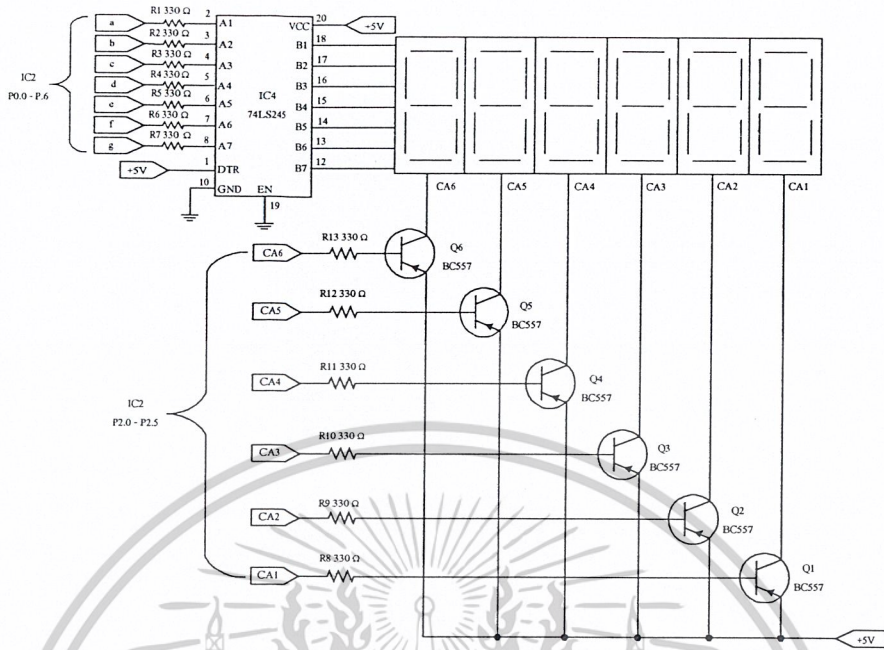 IC2
P0.0 - P.6
a R1 330 Ω 2 A1
b R2 330 Ω 3 A2
c R3 330 Ω 4 A3
d R4 330 Ω 5 A4
e R5 330 Ω 6 A5
f R6 330 Ω 7 A6
g R7 330 Ω 8 A7
+5V 1 DTR
10 GND
EN
19
IC4
74LS245
VCC 20 +5V
B1 18
B2 17
B3 16
B4 15
B5 14
B6 13
B7 12
CA6 CA5 CA4 CA3 CA2 CA1
IC2
P2.0 - P2.5
CA6 R13 330 Ω Q6
BC557
CA5 R12 330 Ω Q5
BC557
CA4 R11 330 Ω Q4
BC557
CA3 R10 330 Ω Q3
BC557
CA2 R9 330 Ω Q2
BC557
CA1 R8 330 Ω Q1
BC557
+5V